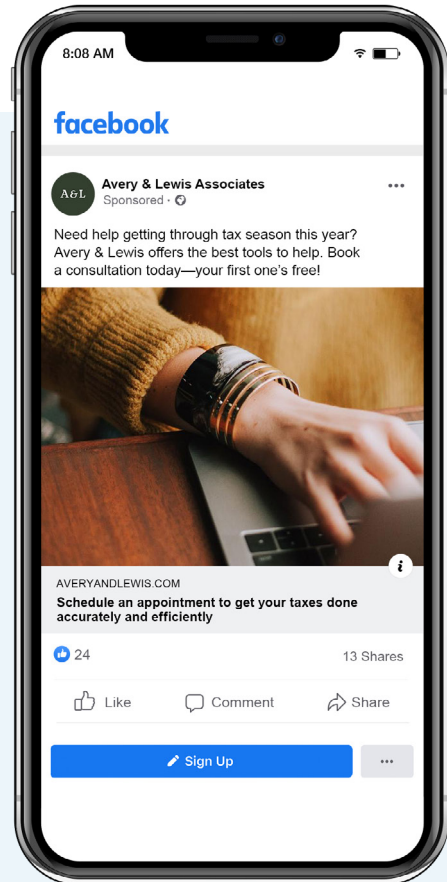 8:08 AM
facebook
A&L
Avery & Lewis Associates
Sponsored ·
Need help getting through tax season this year?
Avery & Lewis offers the best tools to help. Book
a consultation today—your first one's free!
i
AVERYANDLEWIS.COM
Schedule an appointment to get your taxes done
accurately and efficiently
24
13 Shares
Like Comment Share
Sign Up